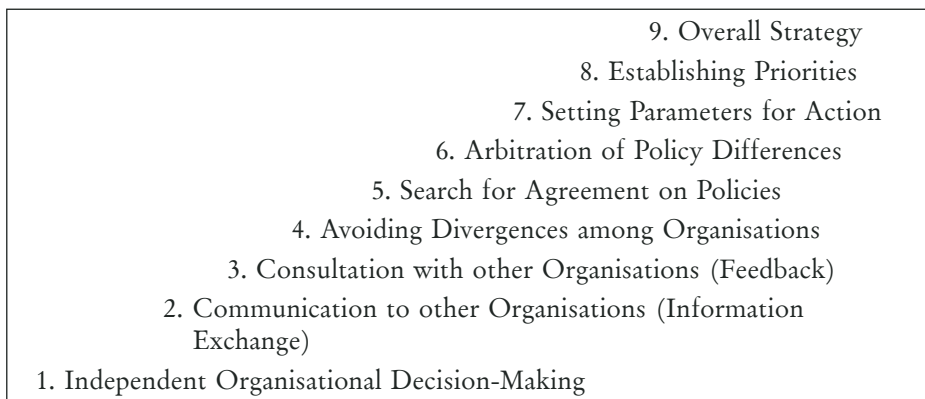 9. Overall Strategy
8. Establishing Priorities
7. Setting Parameters for Action
6. Arbitration of Policy Differences
5. Search for Agreement on Policies
4. Avoiding Divergences among Organisations
3. Consultation with other Organisations (Feedback)
2. Communication to other Organisations (Information
Exchange)
1. Independent Organisational Decision-Making